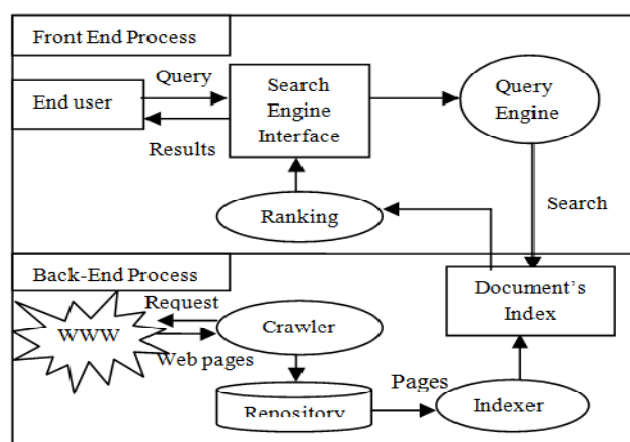 Front End Process
Query
End user
Search
Engine
Interface
Query
Engine
Results
Ranking
Search
Back-End Process
Request
WWW
Crawler
Document's
Index
Web pages
Pages
Repository
Indexer